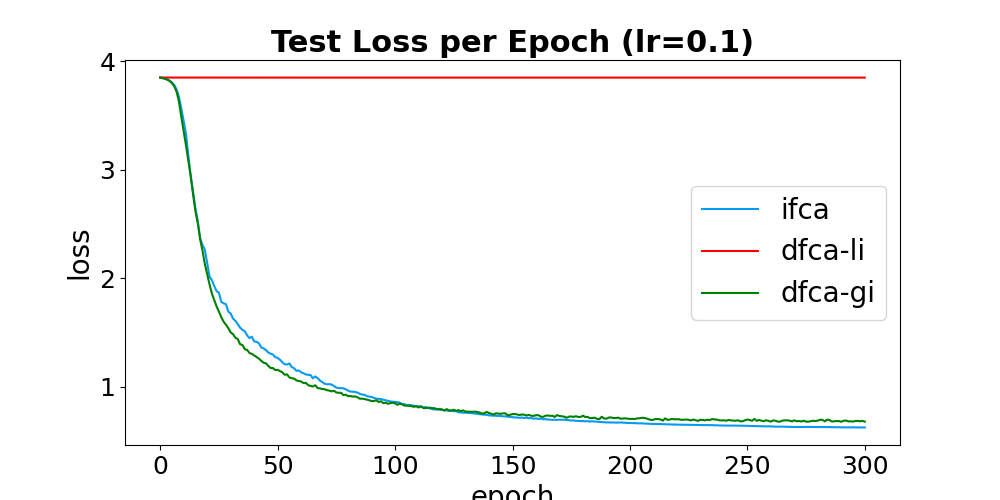 Test Loss per Epoch (lr=0.1)
4
3
2
1
loss
ifca
dfca-li
dfca-gi
0 50 100 150 200 250 300
epoch